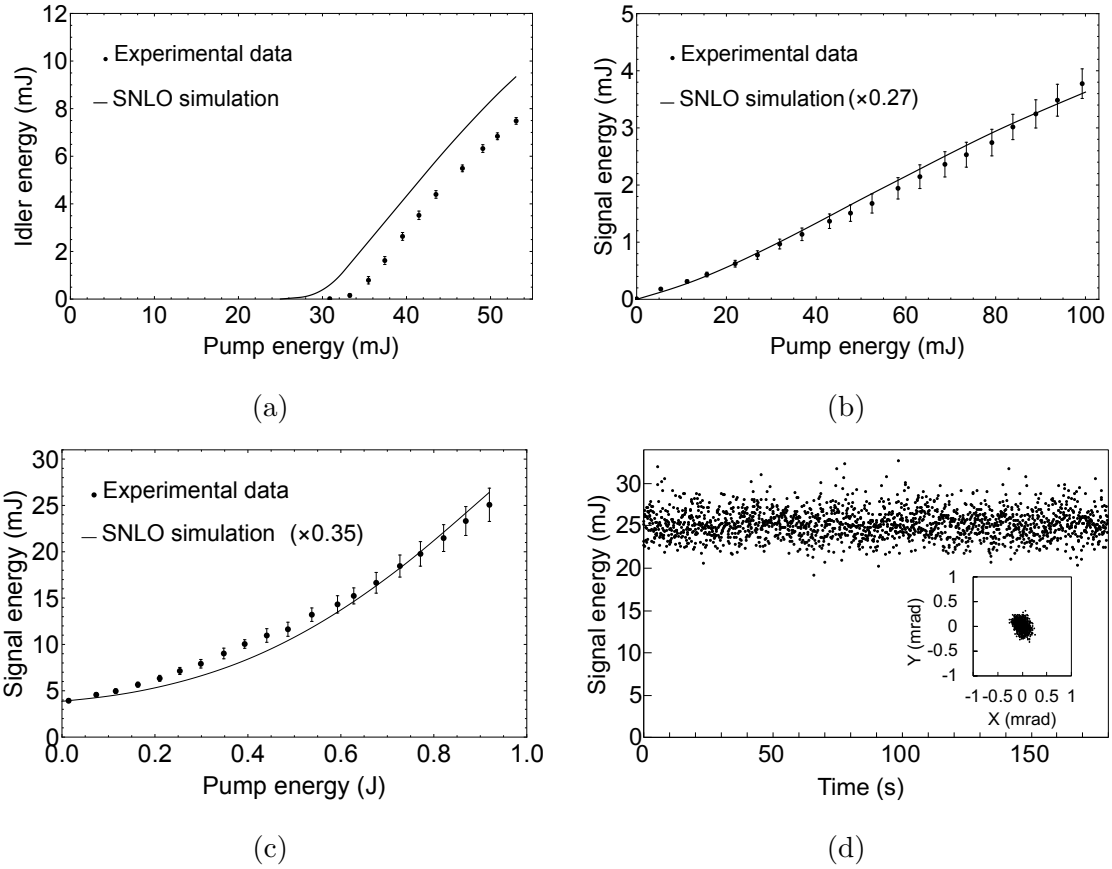 12
10
8
6
4
2
0
Idler energy (mJ)
Experimental data
SNLO simulation
0 10 20 30 40 50
Pump energy (mJ)
(a)
5
4
3
2
1
0
Signal energy (mJ)
Experimental data
SNLO simulation (×0.27)
0 20 40 60 80 100
Pump energy (mJ)
(b)
30
25
20
15
10
5
0
Signal energy (mJ)
Experimental data
SNLO simulation (×0.35)
0.0 0.2 0.4 0.6 0.8 1.0
Pump energy (J)
(c)
30
25
20
15
10
5
0
Signal energy (mJ)
1
0.5
0
-0.5
-1
Y (mrad)
-1 -0.5 0 0.5 1
X (mrad)
0 50 100 150
Time (s)
(d)